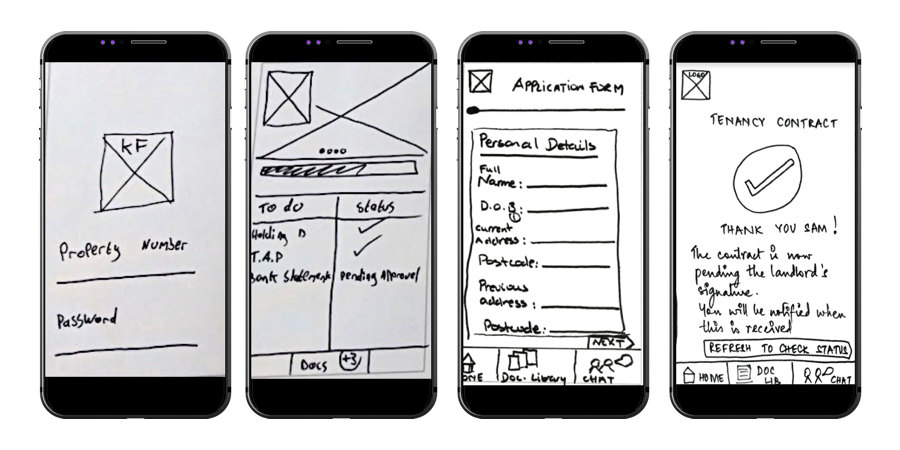 KF
Property Number
Password
To do Status
Holding D
T.A.P
Bank Statement Pending Approval
Docs +3
APPLICATION FORM
Personal Details
Full
Name:
D.O.B:
Current
Address:
Postcode:
Previous
address:
Postcode:
NEXT
OME DOC. Library CHAT
LOGO
TENANCY CONTRACT
THANK YOU SAM!
The contract is now
pending the landlord's
signature.
You will be notified when
this is received
REFRESH TO CHECK STATUS
HOME DOC LIB CHAT